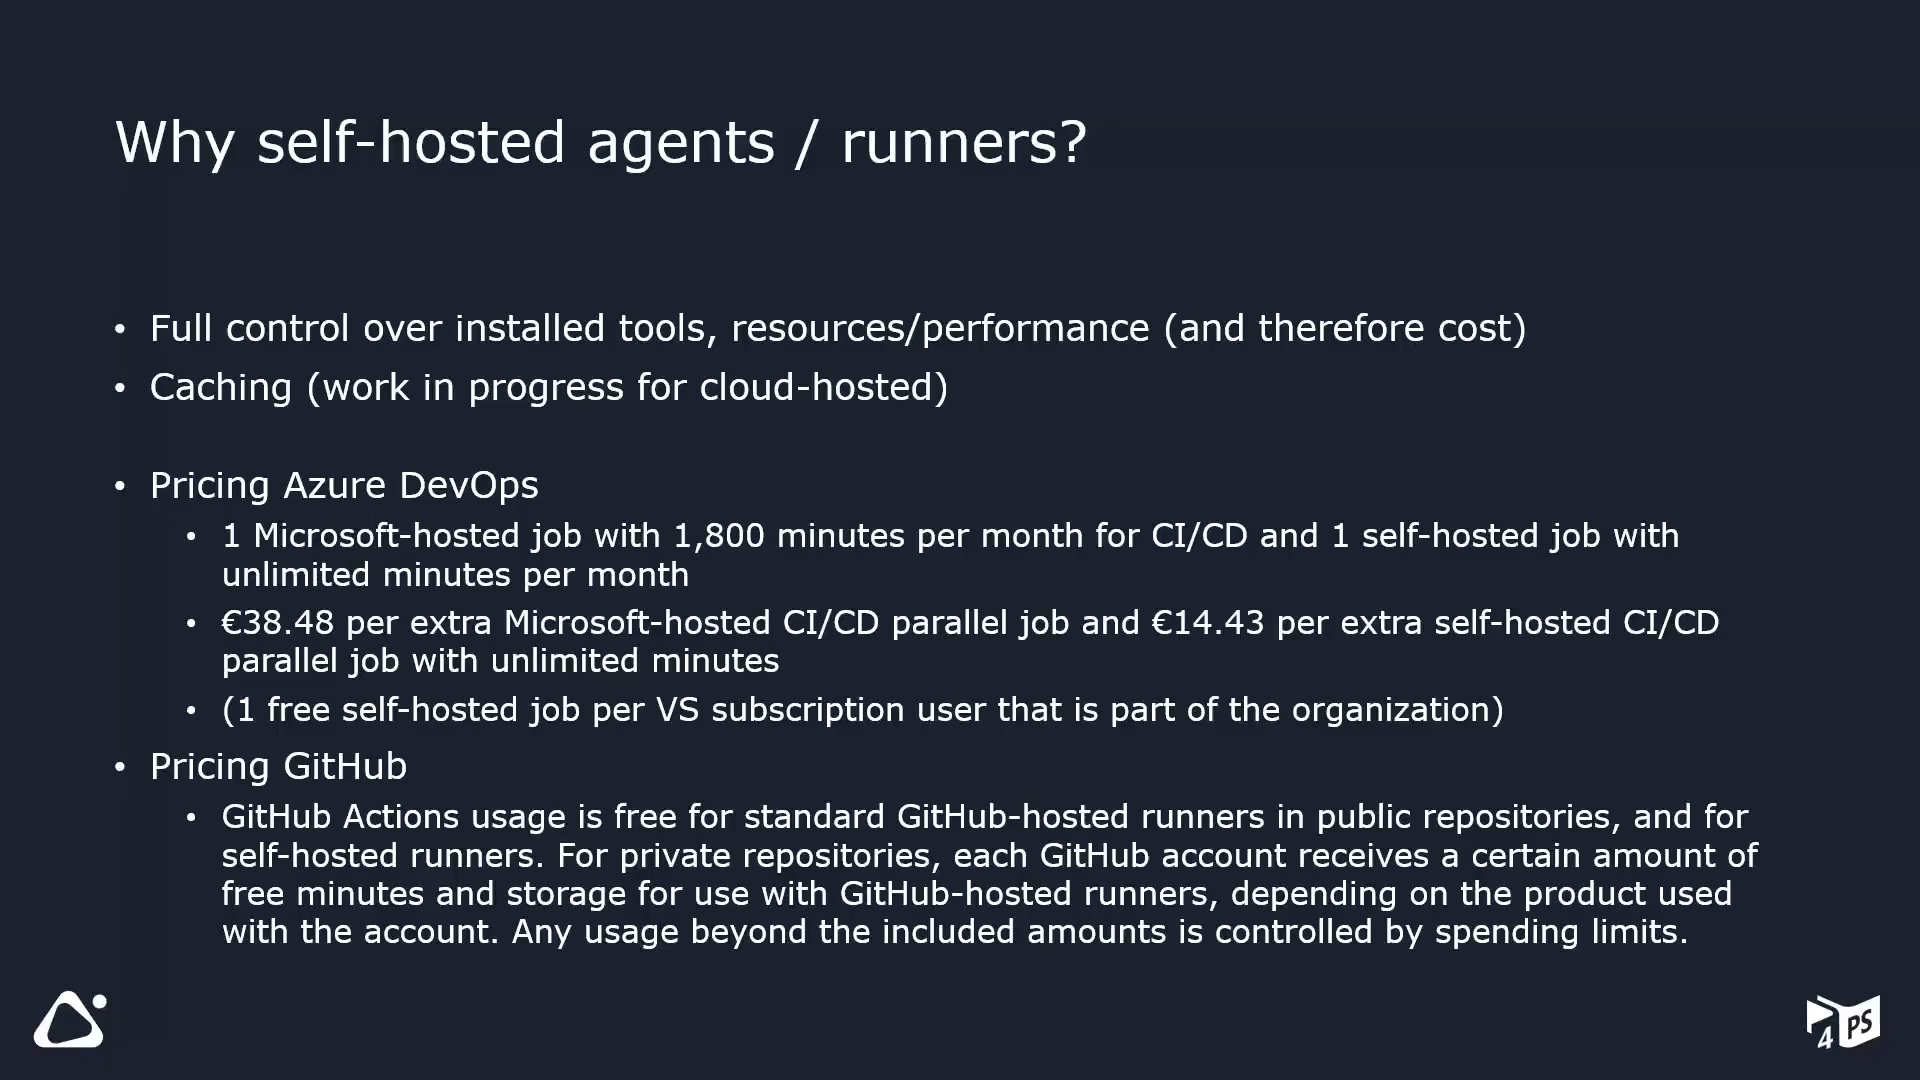 Why self-hosted agents / runners?
• Full control over installed tools, resources/performance (and therefore cost)
• Caching (work in progress for cloud-hosted)
• Pricing Azure DevOps
• 1 Microsoft-hosted job with 1,800 minutes per month for CI/CD and 1 self-hosted job with
unlimited minutes per month
• €38.48 per extra Microsoft-hosted CI/CD parallel job and €14.43 per extra self-hosted CI/CD
parallel job with unlimited minutes
• (1 free self-hosted job per VS subscription user that is part of the organization)
• Pricing GitHub
• GitHub Actions usage is free for standard GitHub-hosted runners in public repositories, and for
self-hosted runners. For private repositories, each GitHub account receives a certain amount of
free minutes and storage for use with GitHub-hosted runners, depending on the product used
with the account. Any usage beyond the included amounts is controlled by spending limits.
4PS